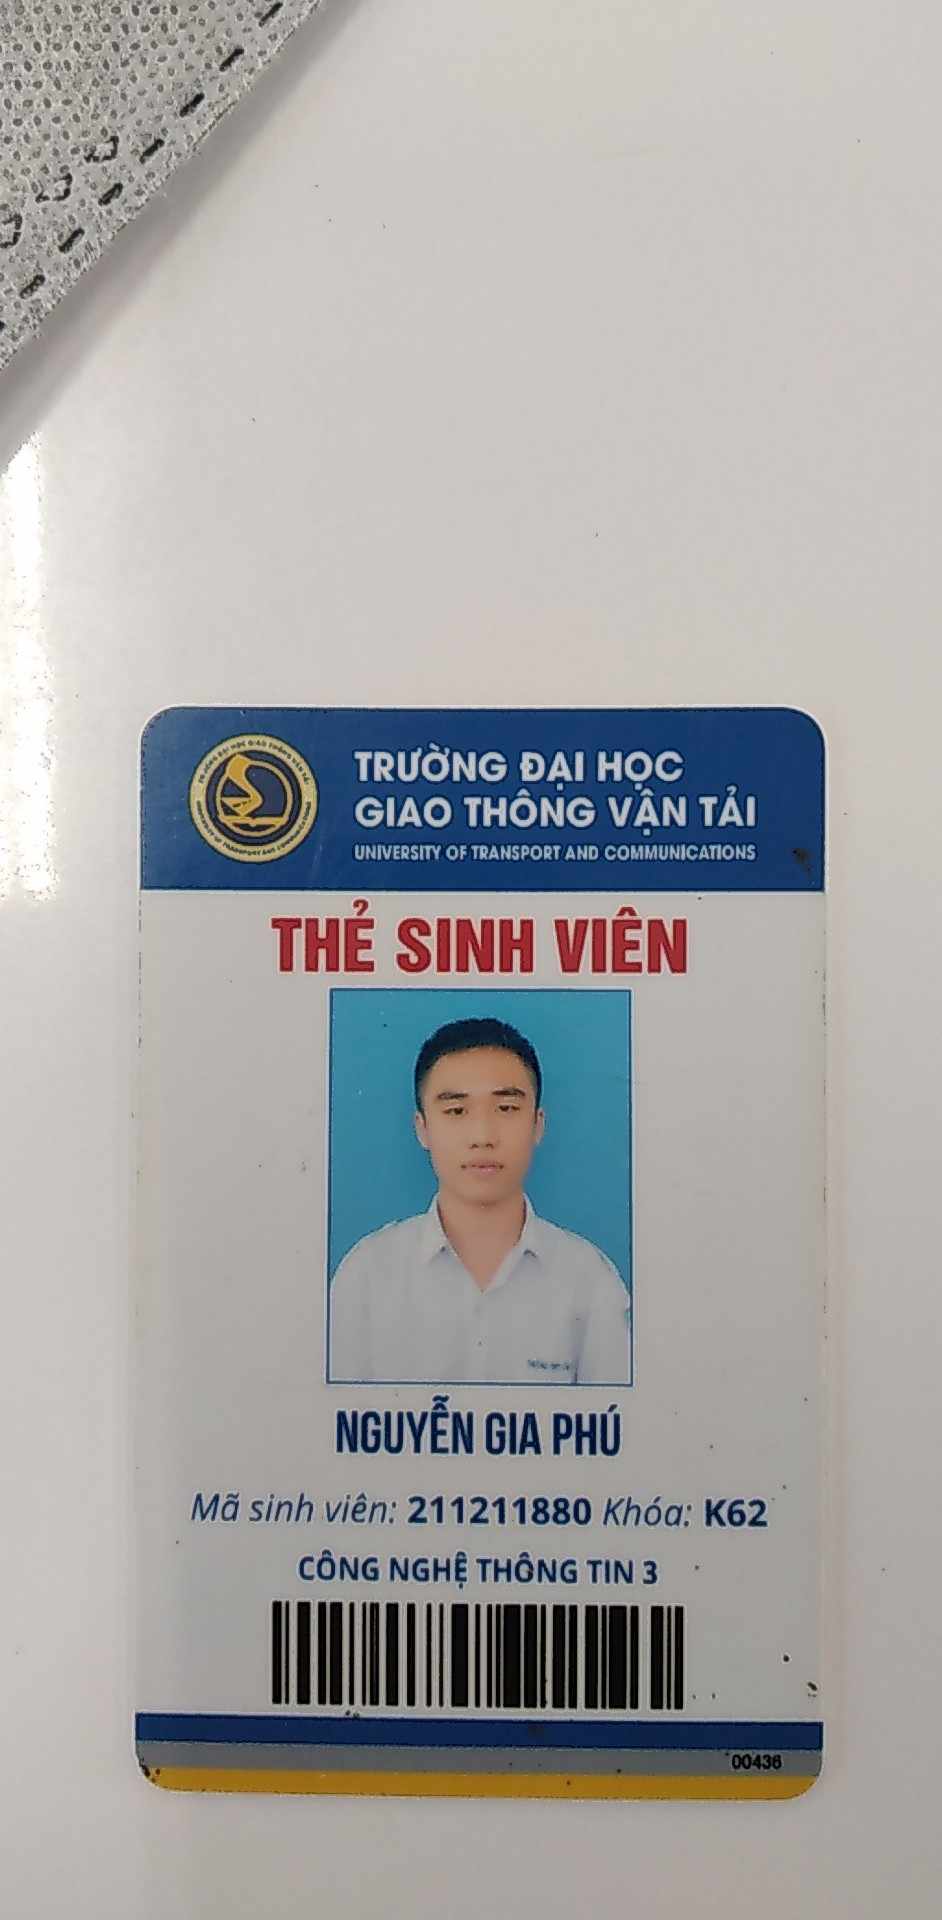 TRƯỜNG ĐẠI HỌC
GIAO THÔNG VẬN TẢI
UNIVERSITY OF TRANSPORT AND COMMUNICATIONS
THẺ SINH VIÊN
NGUYỄN GIA PHÚ
Mã sinh viên: 211211880 Khóa: K62
CÔNG NGHỆ THÔNG TIN 3
00436